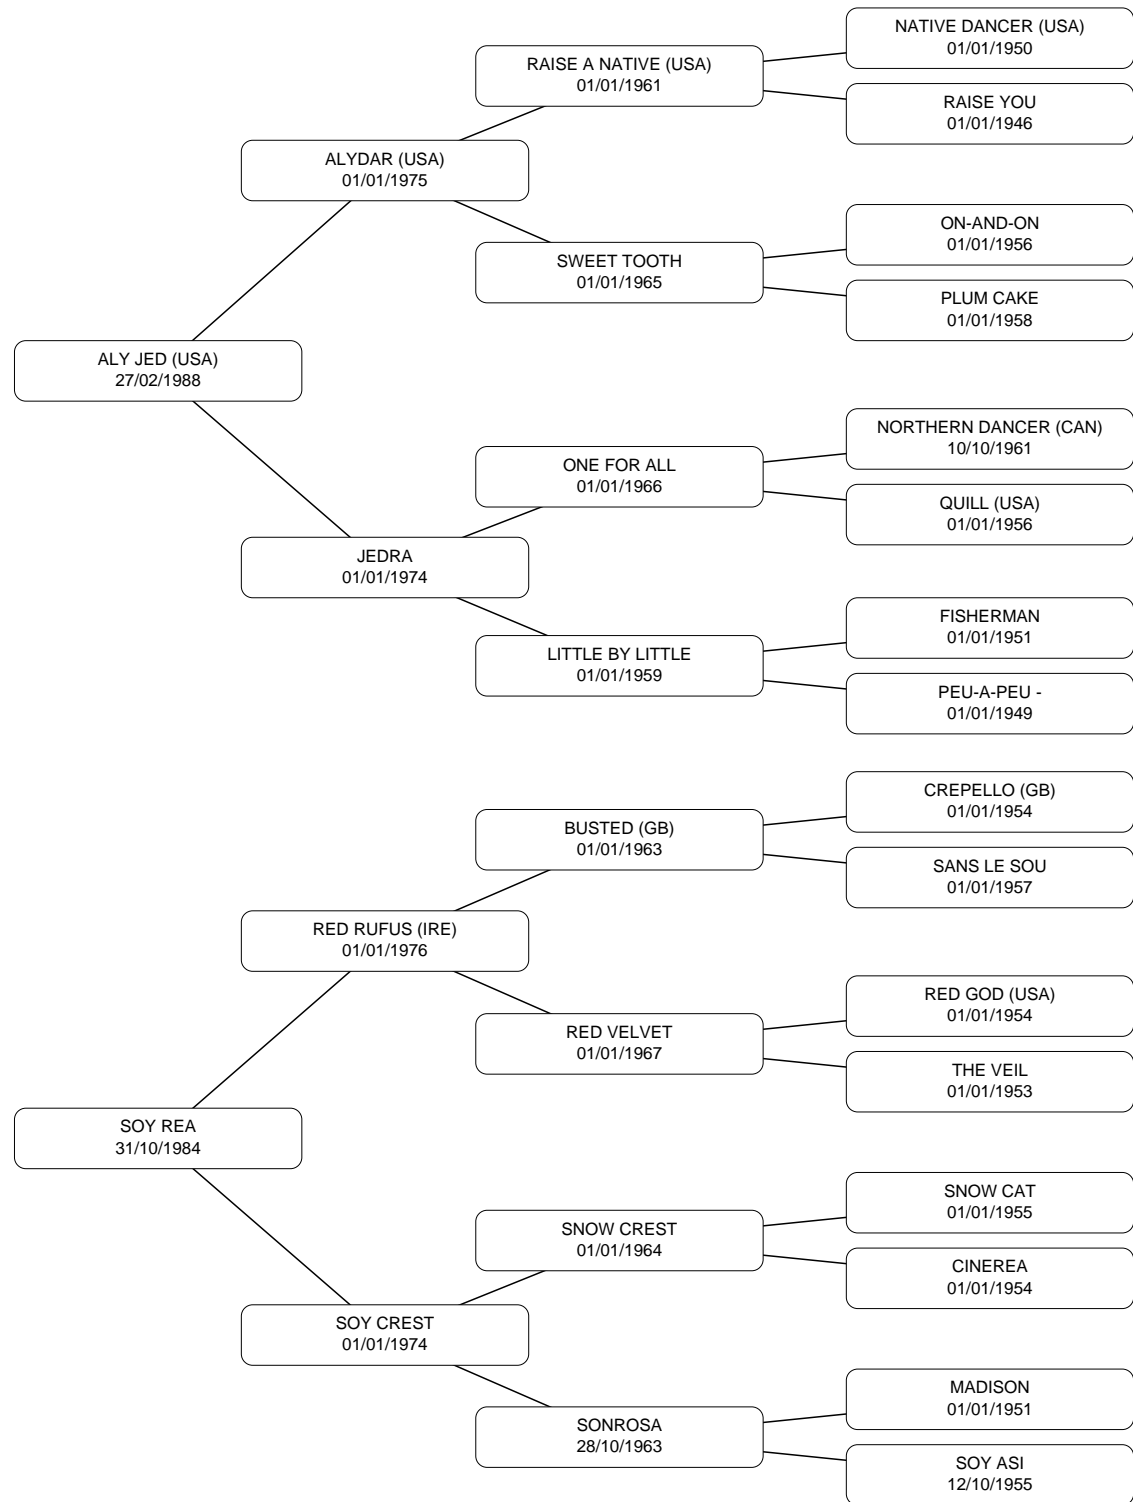 NATIVE DANCER (USA)
01/01/1950
RAISE A NATIVE (USA)
01/01/1961
RAISE YOU
01/01/1946
ALYDAR (USA)
01/01/1975
ON-AND-ON
01/01/1956
SWEET TOOTH
01/01/1965
PLUM CAKE
01/01/1958
ALY JED (USA)
27/02/1988
NORTHERN DANCER (CAN)
10/10/1961
ONE FOR ALL
01/01/1966
QUILL (USA)
01/01/1956
JEDRA
01/01/1974
FISHERMAN
01/01/1951
LITTLE BY LITTLE
01/01/1959
PEU-A-PEU -
01/01/1949
CREPELLO (GB)
01/01/1954
BUSTED (GB)
01/01/1963
SANS LE SOU
01/01/1957
RED RUFUS (IRE)
01/01/1976
RED GOD (USA)
01/01/1954
RED VELVET
01/01/1967
THE VEIL
01/01/1953
SOY REA
31/10/1984
SNOW CAT
01/01/1955
SNOW CREST
01/01/1964
CINEREA
01/01/1954
SOY CREST
01/01/1974
MADISON
01/01/1951
SONROSA
28/10/1963
SOY ASI
12/10/1955